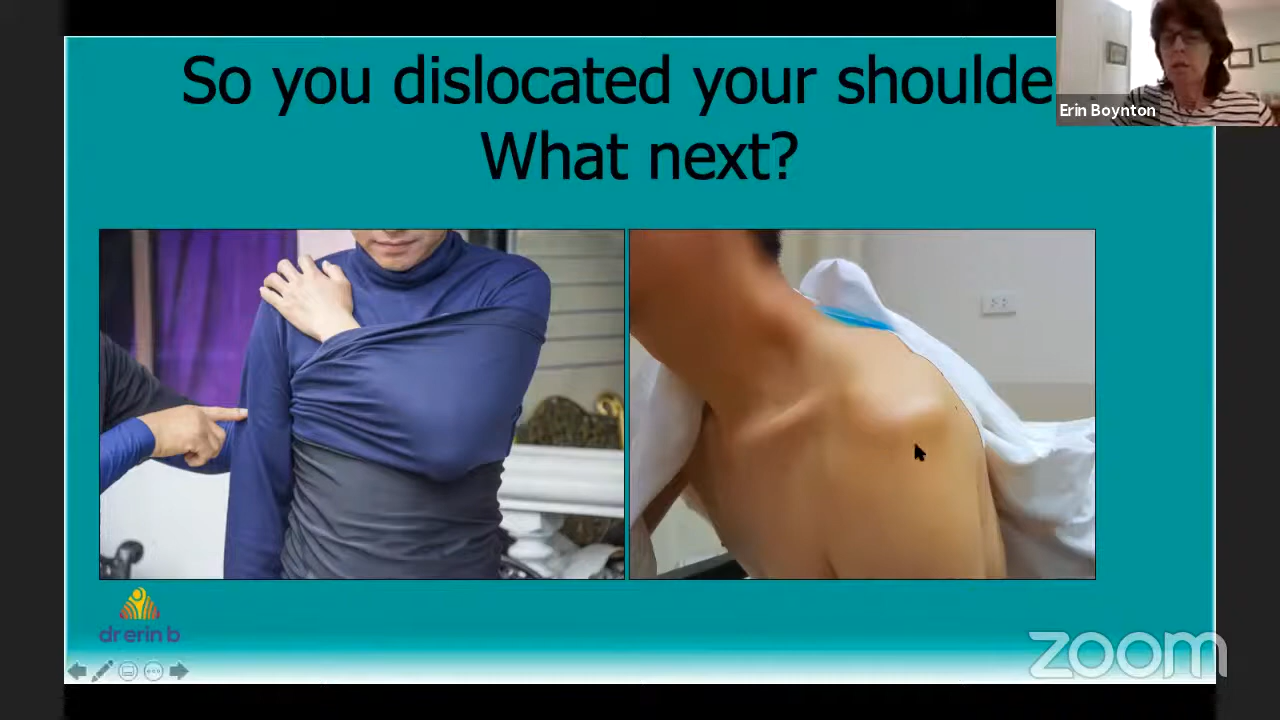 So you dislocated your shoulde
What next?
Erin Boynton
dr erin b
zoom